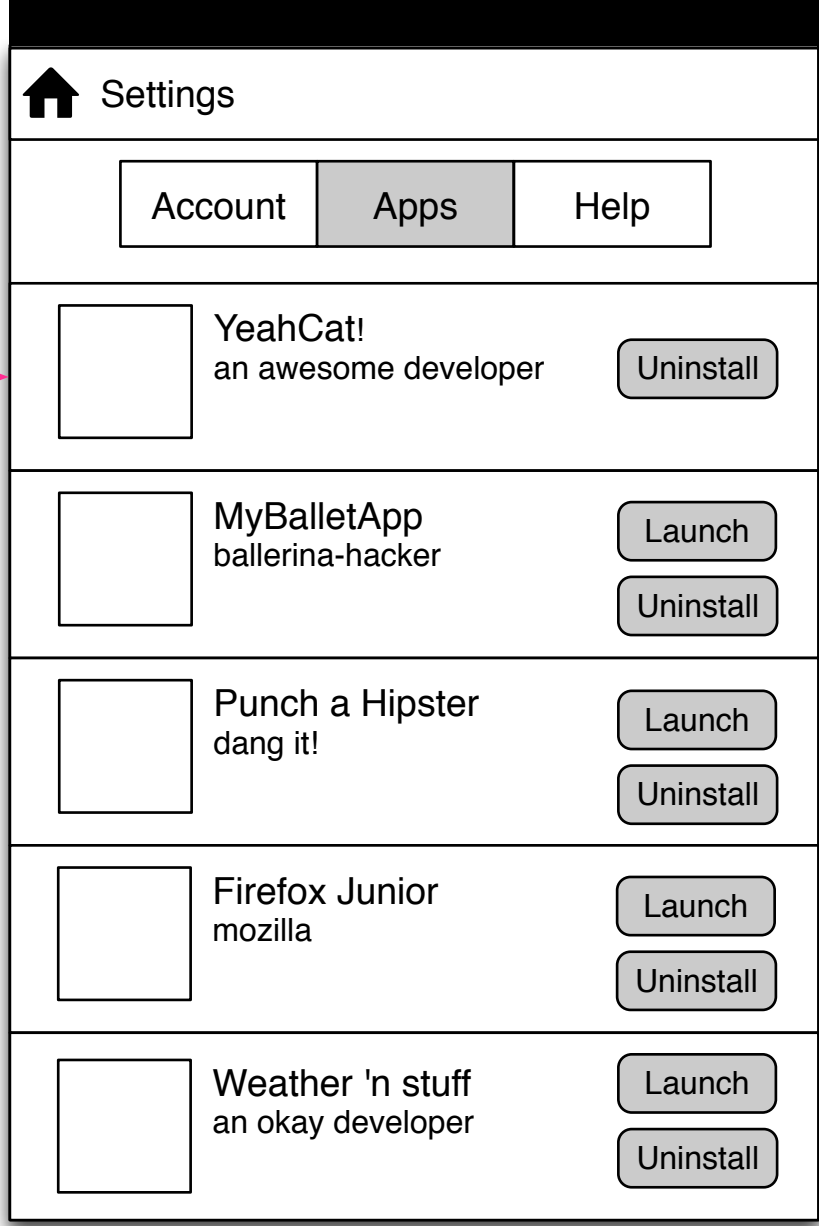 Settings
Account Apps Help
YeahCat!
an awesome developer
Uninstall
MyBalletApp
ballerina-hacker
Launch
Uninstall
Punch a Hipster
dang it!
Launch
Uninstall
Firefox Junior
mozilla
Launch
Uninstall
Weather 'n stuff
an okay developer
Launch
Uninstall